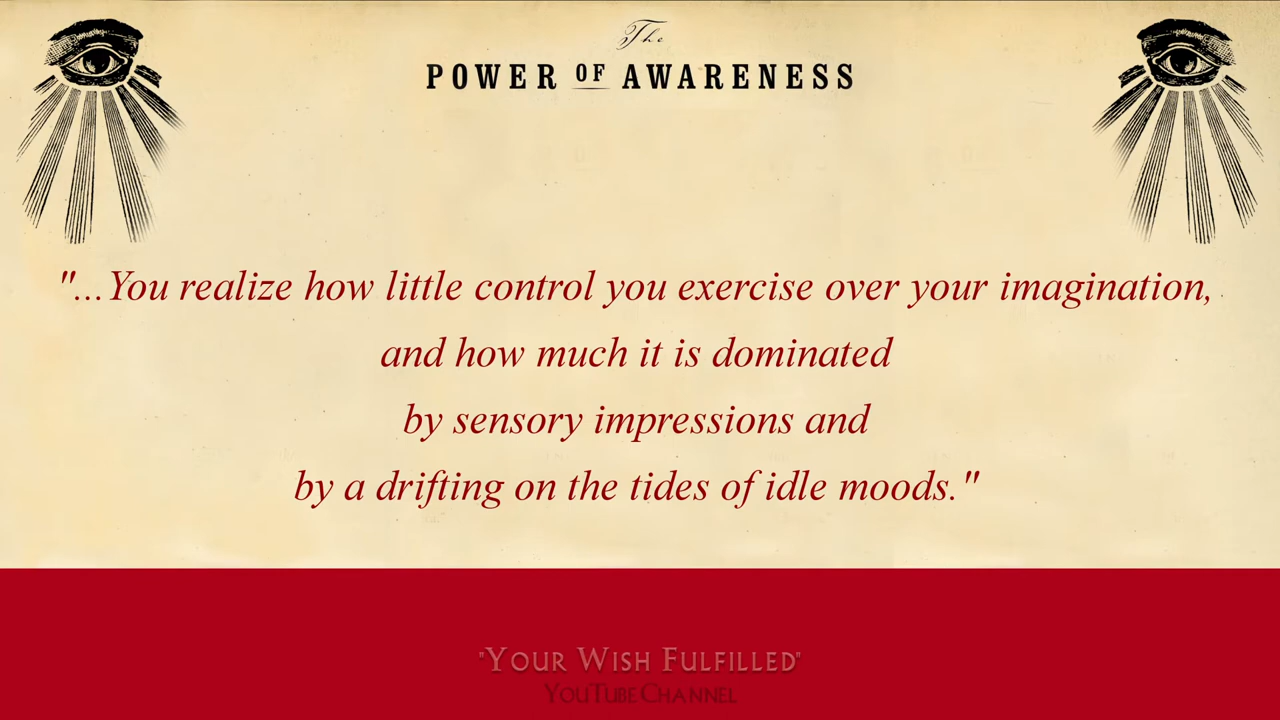 The
POWER OF AWARENESS
"...You realize how little control you exercise over your imagination,
and how much it is dominated
by sensory impressions and
by a drifting on the tides of idle moods."
"Your Wish Fulfilled"
YouTube Channel